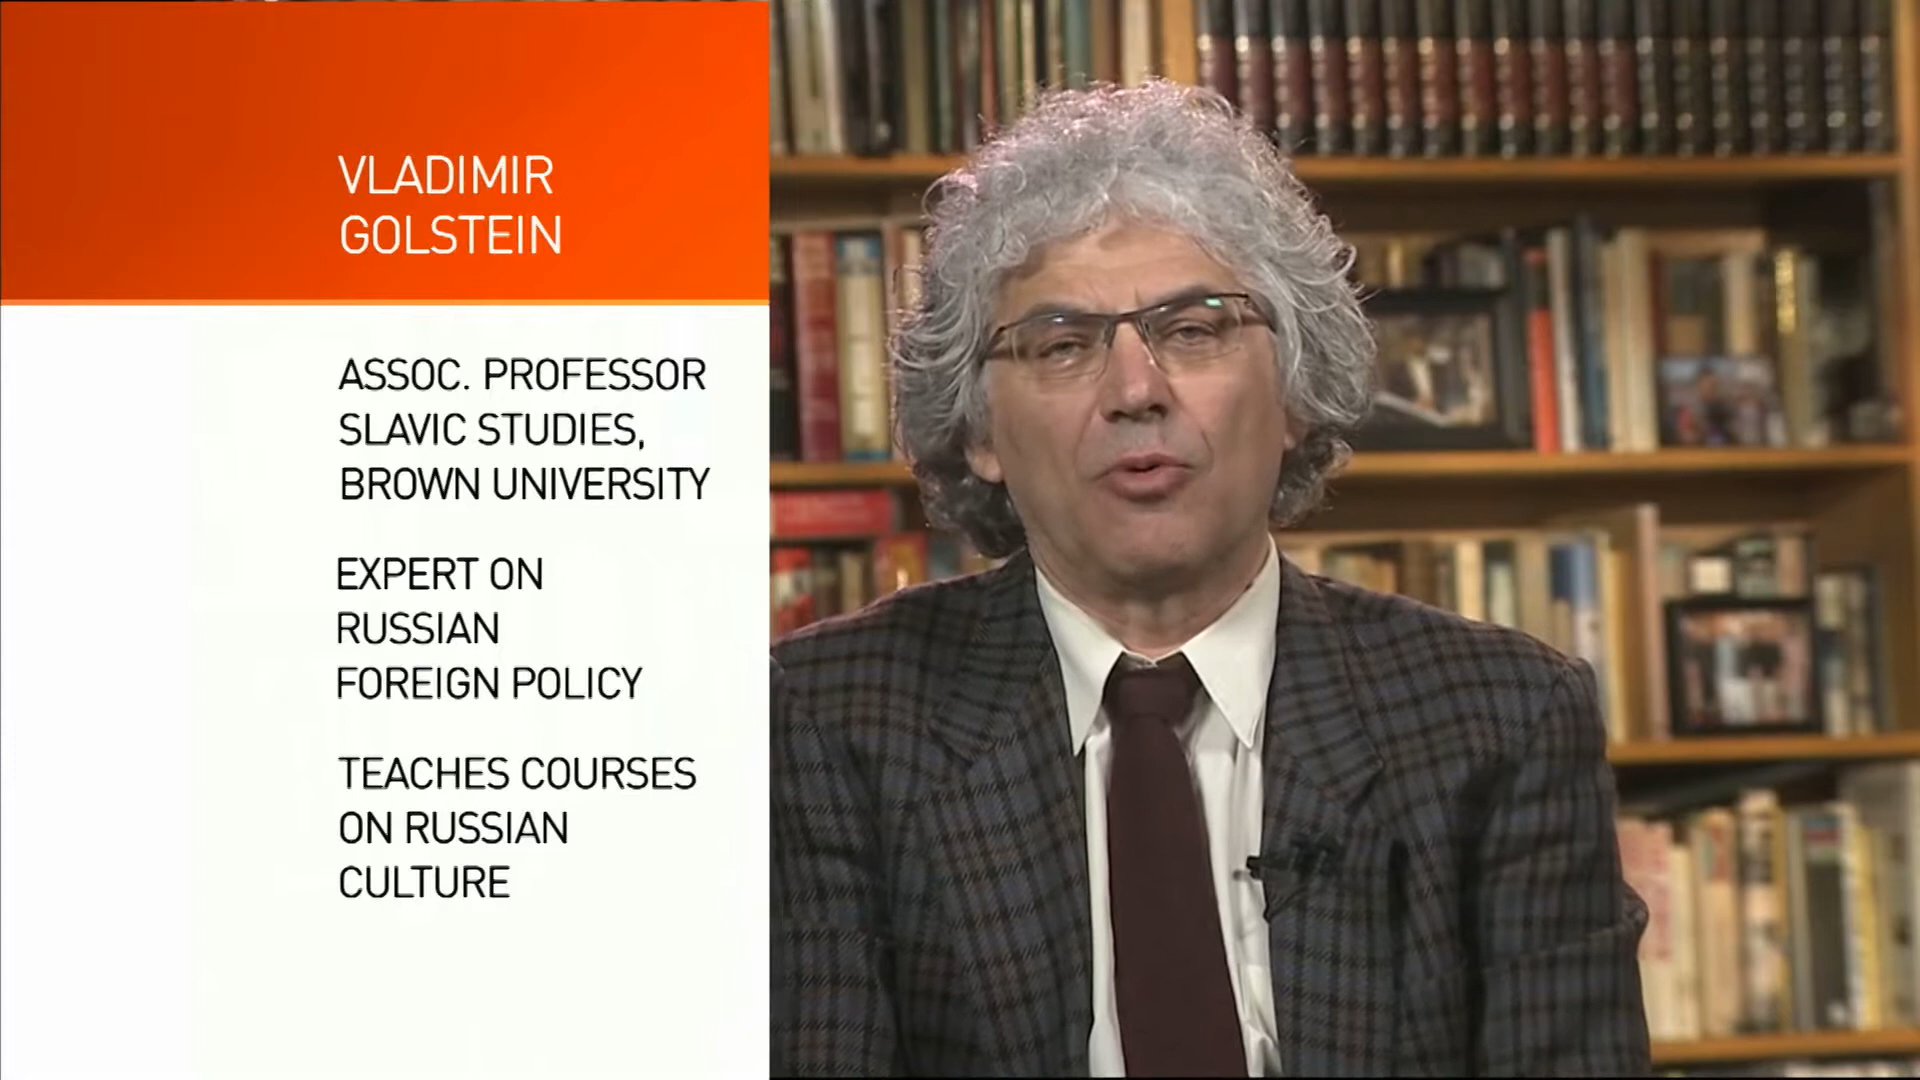 VLADIMIR
GOLSTEIN
ASSOC. PROFESSOR
SLAVIC STUDIES,
BROWN UNIVERSITY
EXPERT ON
RUSSIAN
FOREIGN POLICY
TEACHES COURSES
ON RUSSIAN
CULTURE